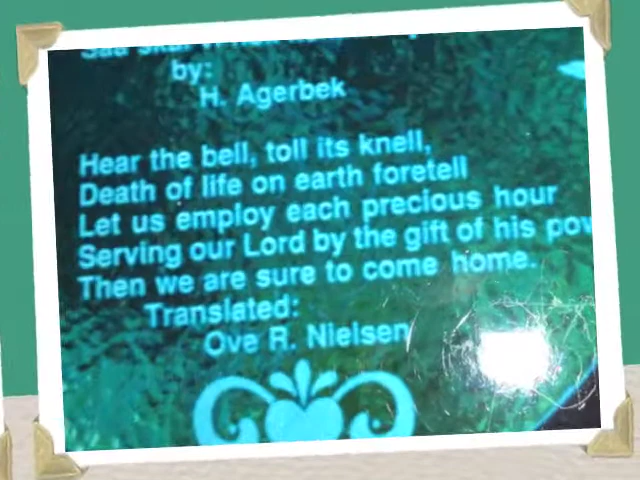 by:
H. Agerbek
Hear the bell, toll its knell,
Death of life on earth foretell
Let us employ each precious hour
Serving our Lord by the gift of his pow
Then we are sure to come home.
Translated:
Ove R. Nielsen